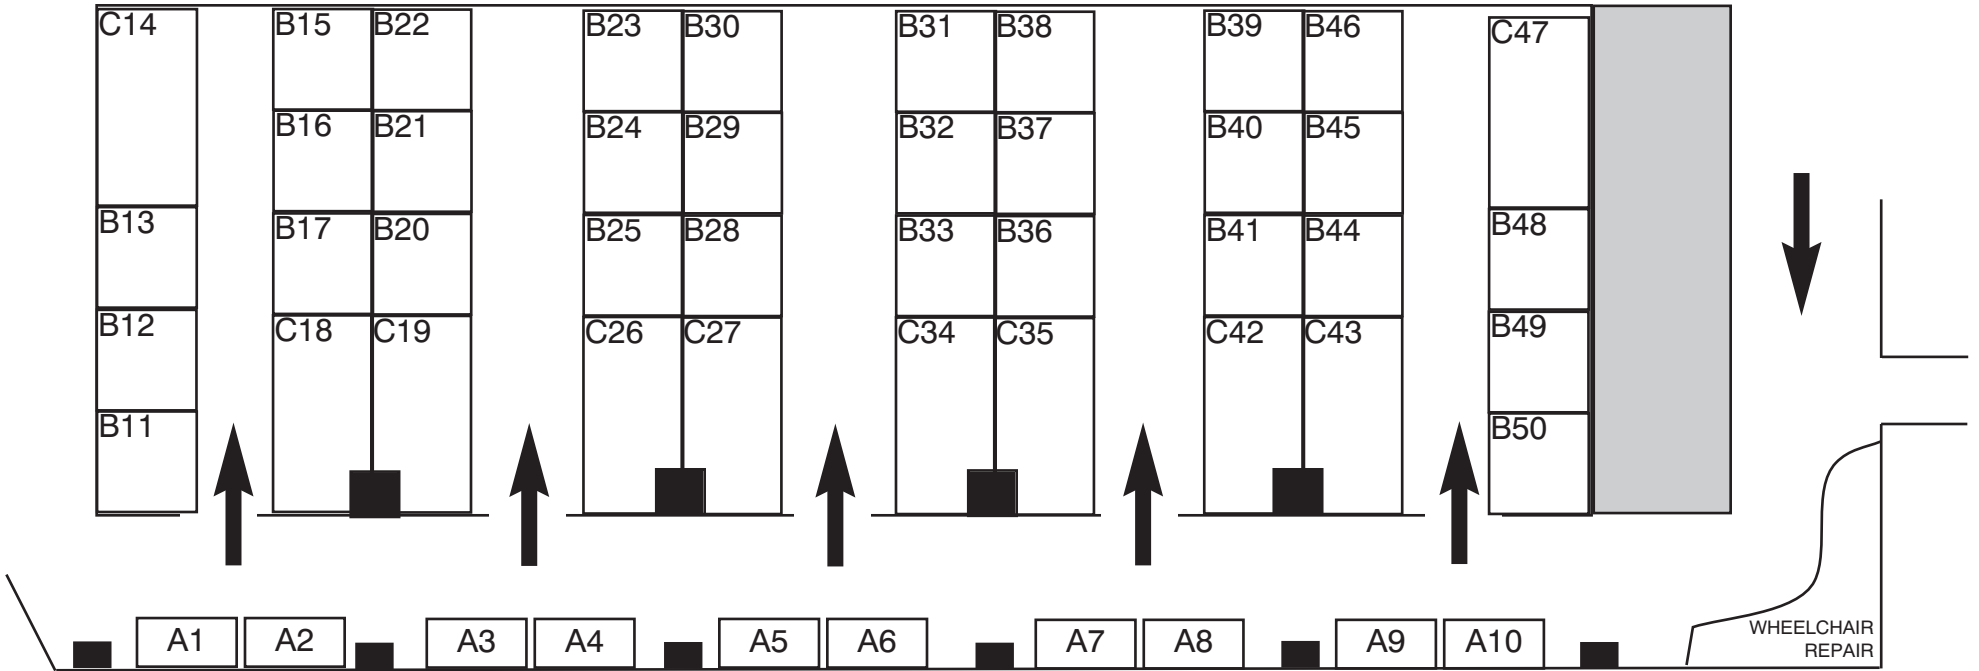 C14 B15 B22 B23 B30 B31 B38 B39 B46 C47
B16 B21 B24 B29 B32 B37 B40 B45
B13 B17 B20 B25 B28 B33 B36 B41 B44 B48
B12 C18 C19 C26 C27 C34 C35 C42 C43 B49
B11 B50
A1 A2 A3 A4 A5 A6 A7 A8 A9 A10
WHEELCHAIR
REPAIR